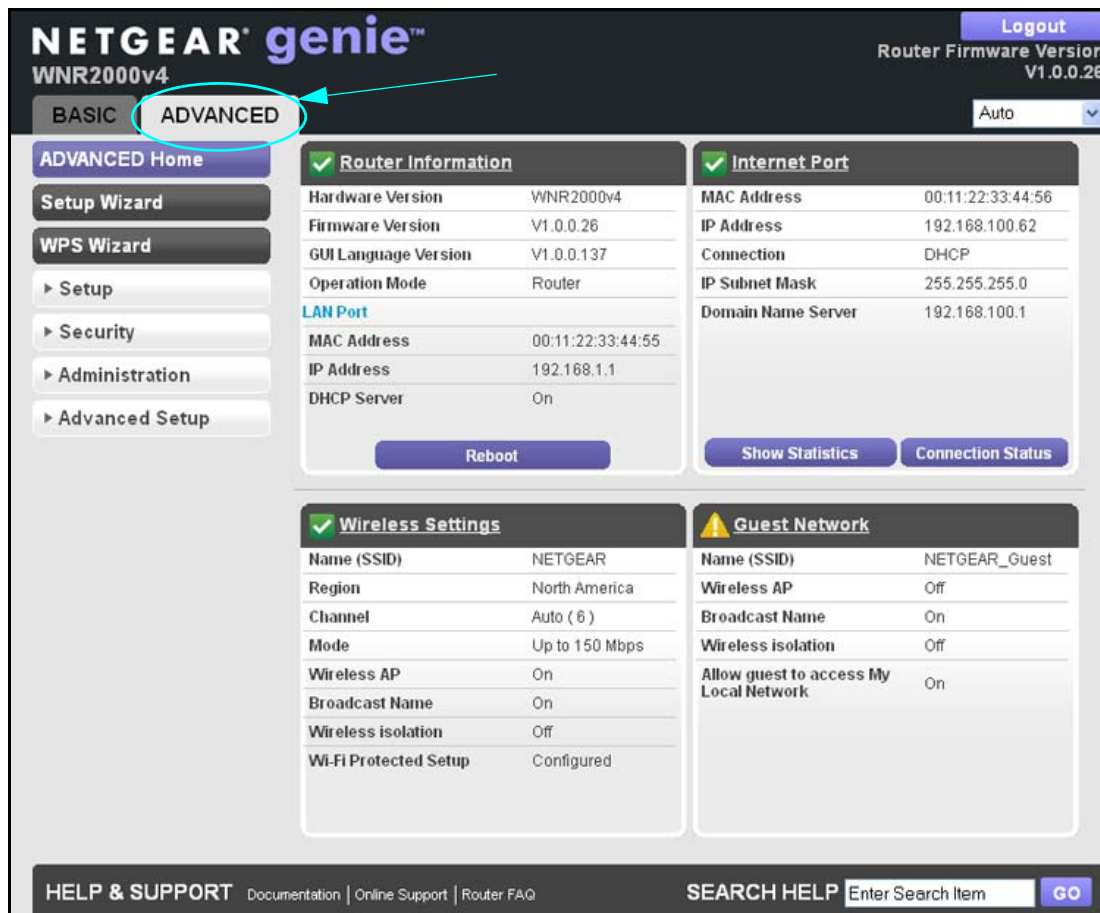 NETGEAR® genie™
WNR2000v4
Logout
Router Firmware Version
V1.0.0.26
BASIC
ADVANCED
Auto
ADVANCED Home
Setup Wizard
WPS Wizard
Setup
Security
Administration
Advanced Setup
Router Information
Hardware Version WNR2000v4
Firmware Version V1.0.0.26
GUI Language Version V1.0.0.137
Operation Mode Router
LAN Port
MAC Address 00:11:22:33:44:55
IP Address 192.168.1.1
DHCP Server On
Reboot
Internet Port
MAC Address 00:11:22:33:44:56
IP Address 192.168.100.62
Connection DHCP
IP Subnet Mask 255.255.255.0
Domain Name Server 192.168.100.1
Show Statistics
Connection Status
Wireless Settings
Name (SSID) NETGEAR
Region North America
Channel Auto ( 6 )
Mode Up to 150 Mbps
Wireless AP On
Broadcast Name On
Wireless isolation Off
Wi-Fi Protected Setup Configured
Guest Network
Name (SSID) NETGEAR_Guest
Wireless AP Off
Broadcast Name On
Wireless isolation Off
Allow guest to access My
Local Network On
HELP & SUPPORT Documentation | Online Support | Router FAQ
SEARCH HELP Enter Search Item GO